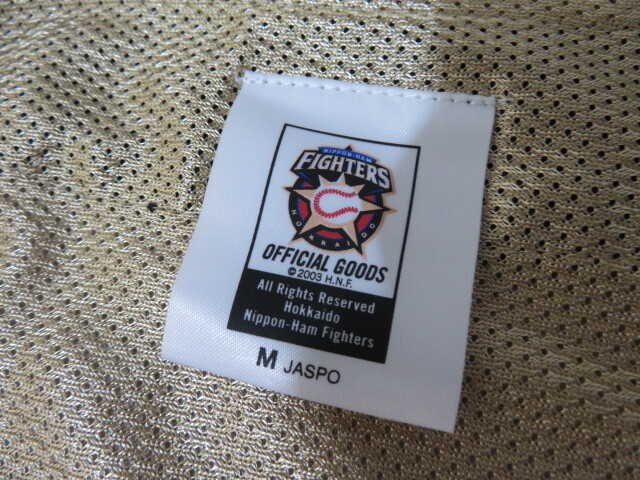 NIPPON-HAM
FIGHTERS
HOKKAIDO
OFFICIAL GOODS
© 2003 H.N.F.
All Rights Reserved
Hokkaido
Nippon-Ham Fighters
M JASPO